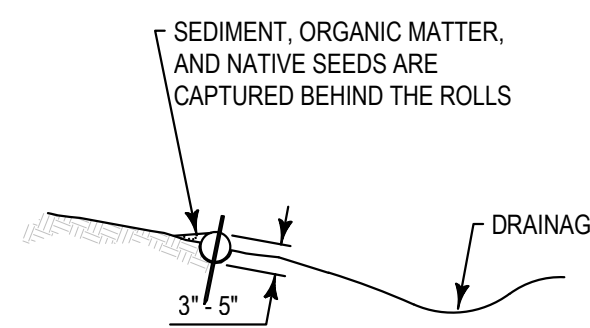 SEDIMENT, ORGANIC MATTER,
AND NATIVE SEEDS ARE
CAPTURED BEHIND THE ROLLS
DRAINAG
3" - 5"